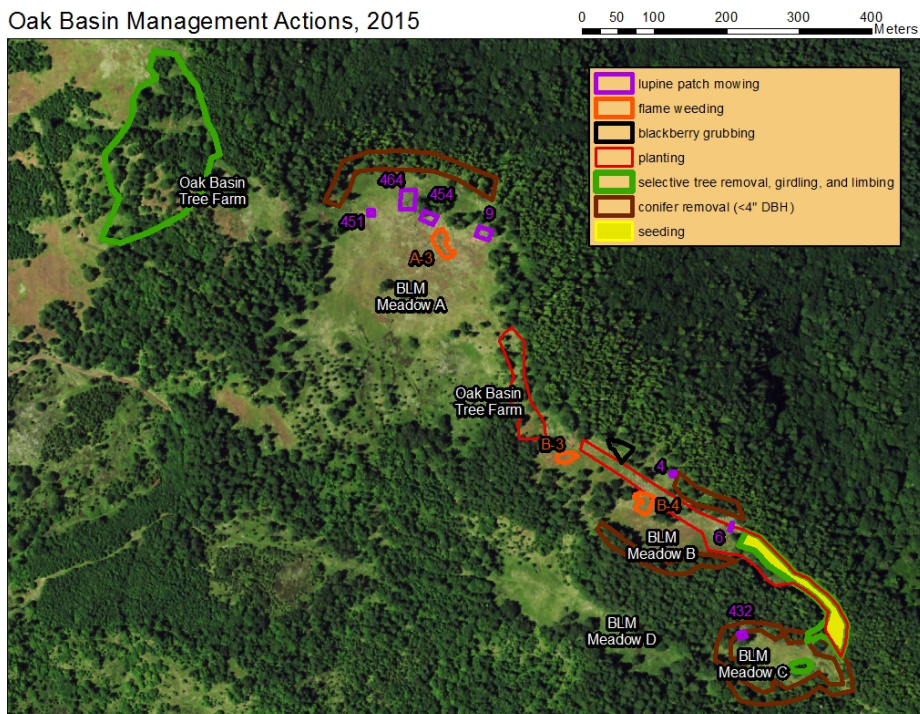 Oak Basin Management Actions, 2015
0 50 100 200 300 400
Meters
lupine patch mowing
flame weeding
blackberry grubbing
planting
selective tree removal, girdling, and limbing
conifer removal (<4" DBH)
seeding
Oak Basin
Tree Farm
464
454
451
9
A-3
BLM
Meadow A
Oak Basin
Tree Farm
B-3
4
B-4
6
BLM
Meadow B
432
BLM
Meadow D
BLM
Meadow C